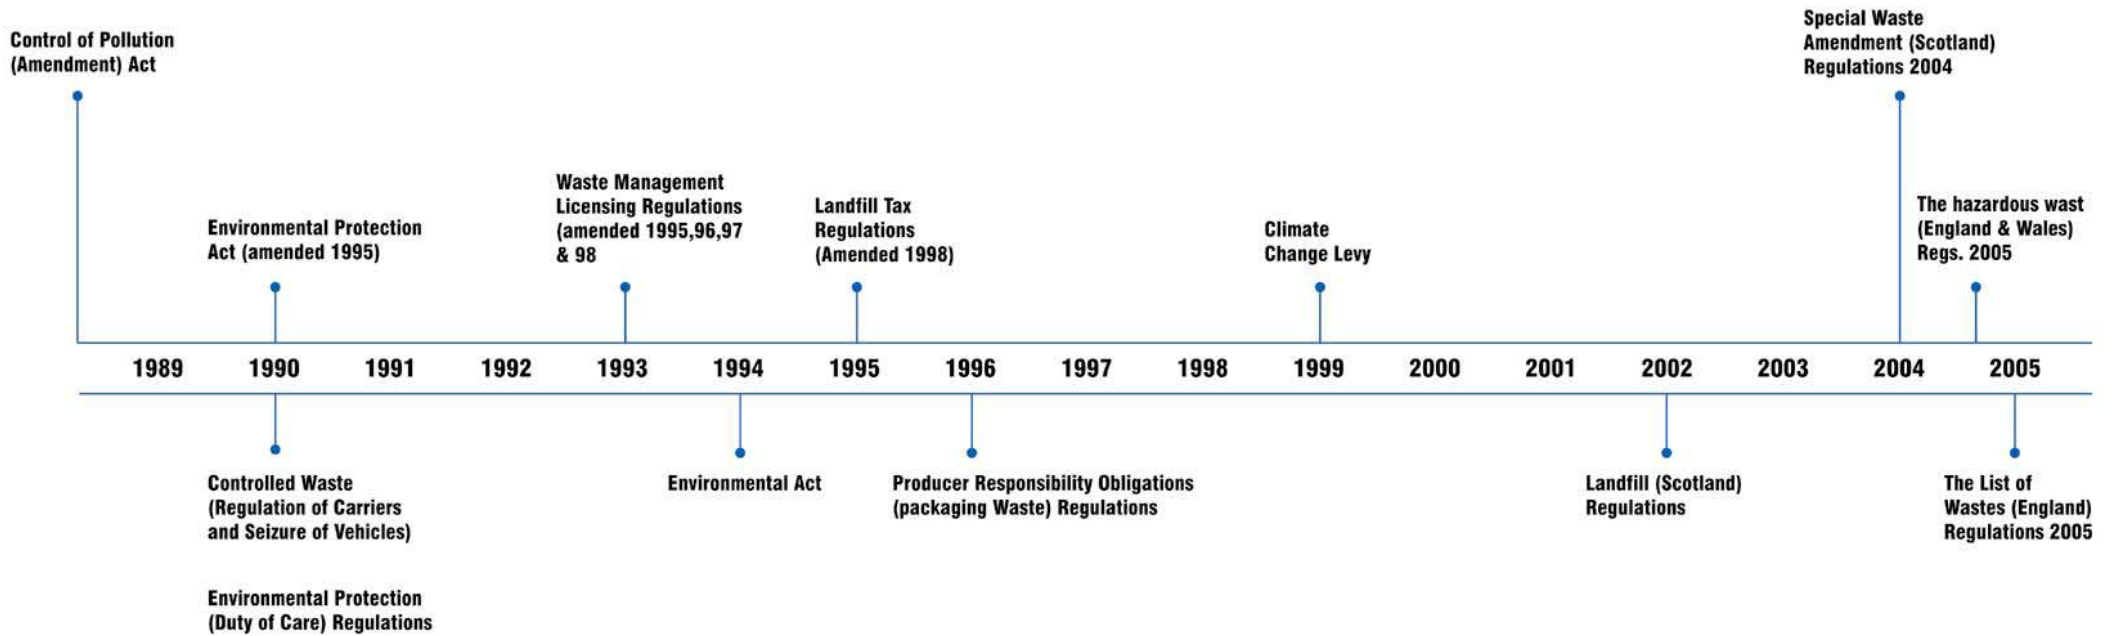 Control of Pollution
(Amendment) Act
Special Waste
Amendment (Scotland)
Regulations 2004
Environmental Protection
Act (amended 1995)
Waste Management
Licensing Regulations
(amended 1995,96,97
& 98
Landfill Tax
Regulations
(Amended 1998)
Climate
Change Levy
The hazardous wast
(England & Wales)
Regs. 2005
1989 1990 1991 1992 1993 1994 1995 1996 1997 1998 1999 2000 2001 2002 2003 2004 2005
Controlled Waste
(Regulation of Carriers
and Seizure of Vehicles)
Environmental Protection
(Duty of Care) Regulations
Environmental Act
Producer Responsibility Obligations
(packaging Waste) Regulations
Landfill (Scotland)
Regulations
The List of
Wastes (England)
Regulations 2005